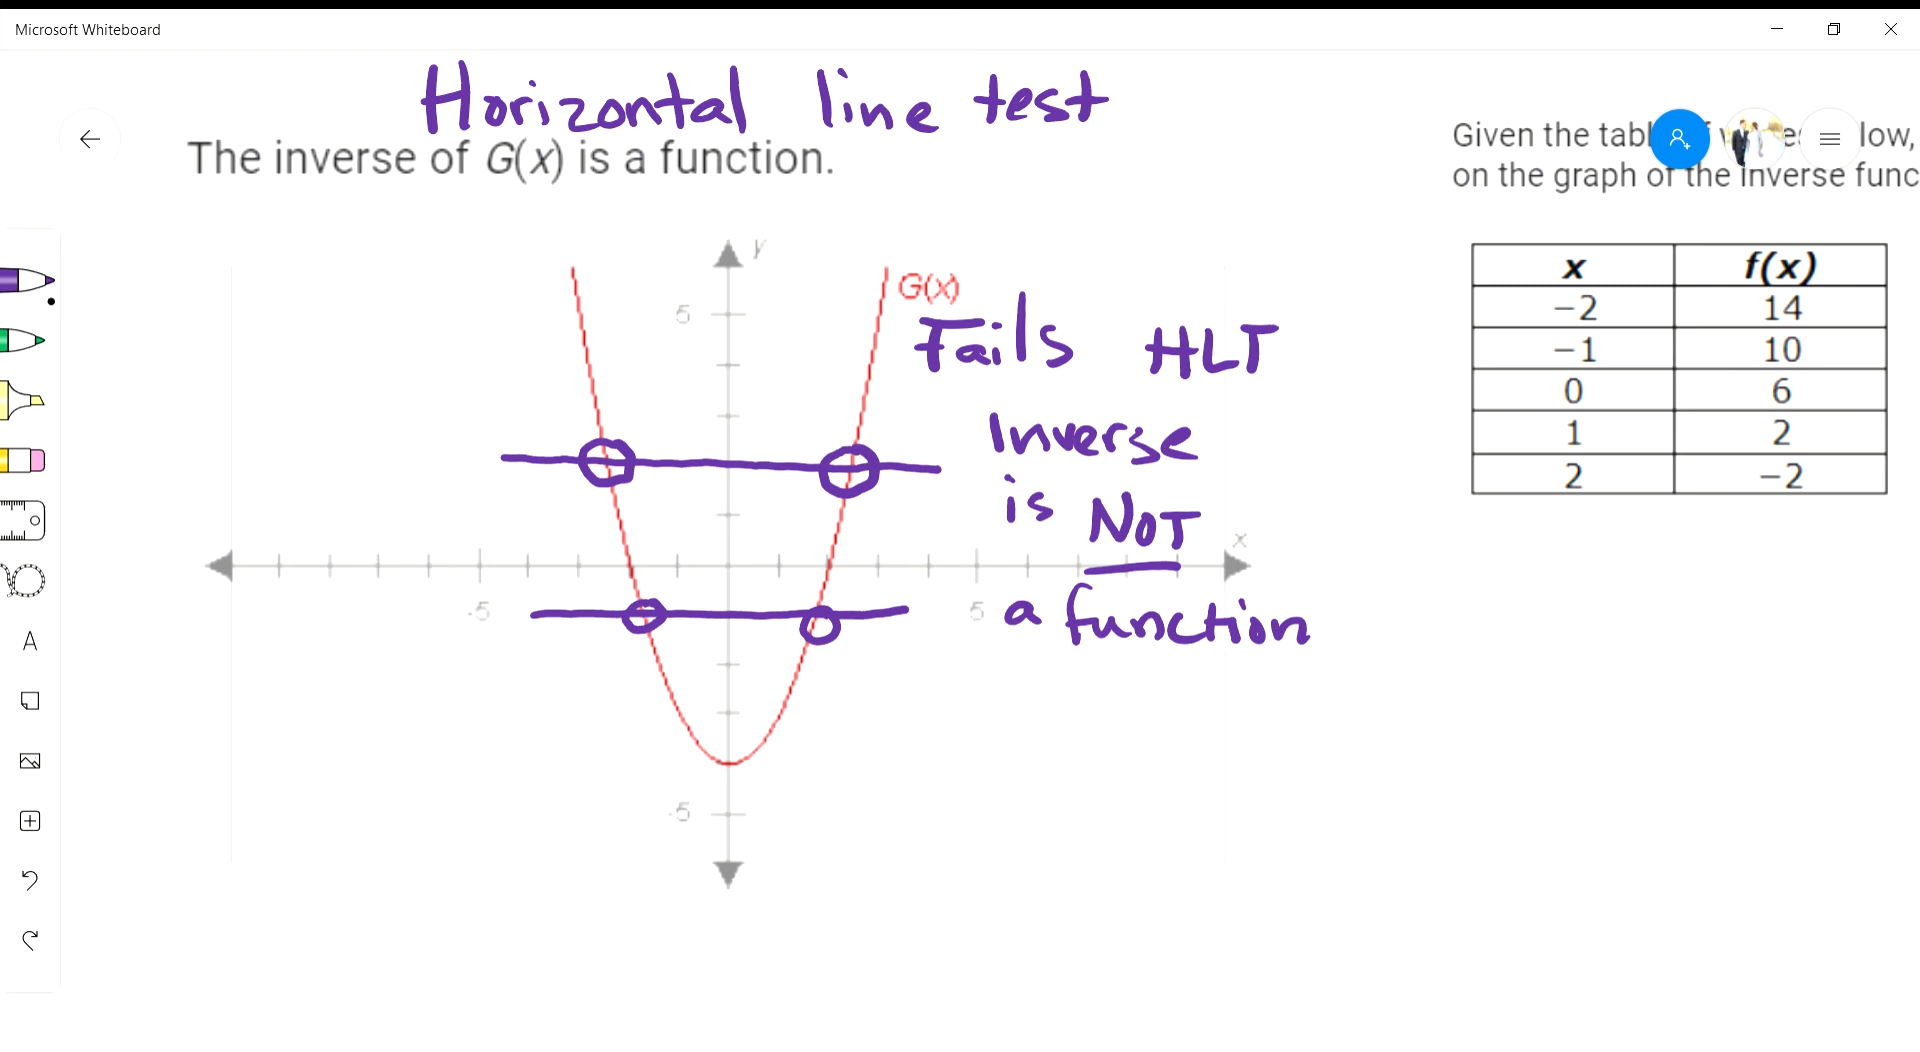 Microsoft Whiteboard
Horizontal line test
The inverse of G(x) is a function.
y
G(x)
5
Fails HLT
Inverse
is NOT
a function
x
-5
5
-5
A
Given the low,
on the graph of the inverse func
x f(x)
−2 14
−1 10
0 6
1 2
2 −2